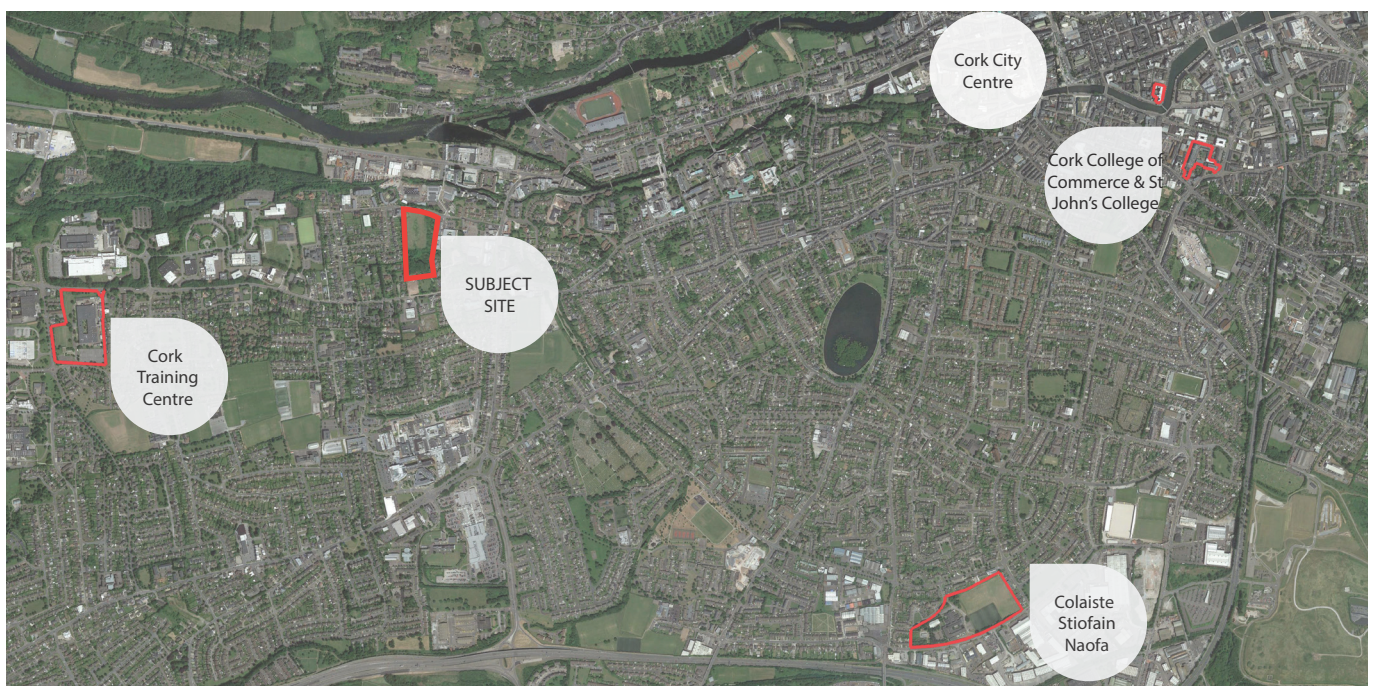 Cork City
Centre
Cork College of
Commerce & St
John's College
SUBJECT
SITE
Cork
Training
Centre
Colaiste
Stiofain
Naofa